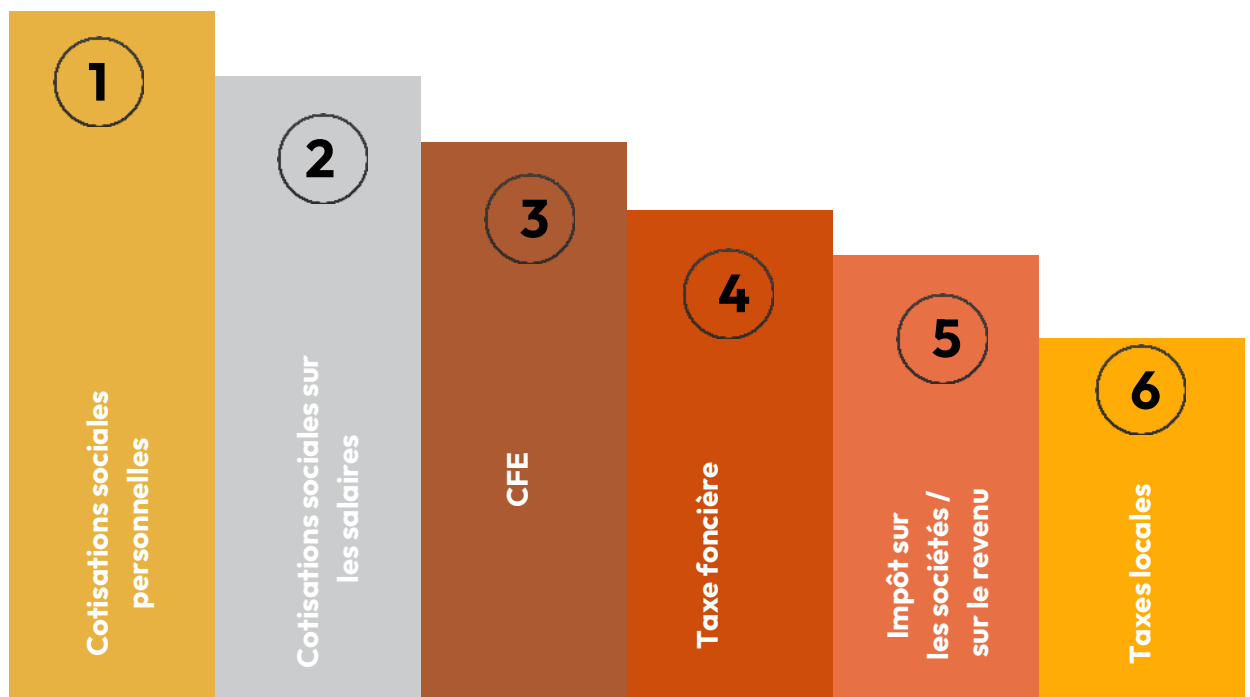 1
Cotisations sociales
personnelles
2
Cotisations sociales sur
les salaires
3
CFE
4
Taxe foncière
5
Impôt sur
les sociétés /
sur le revenu
6
Taxes locales